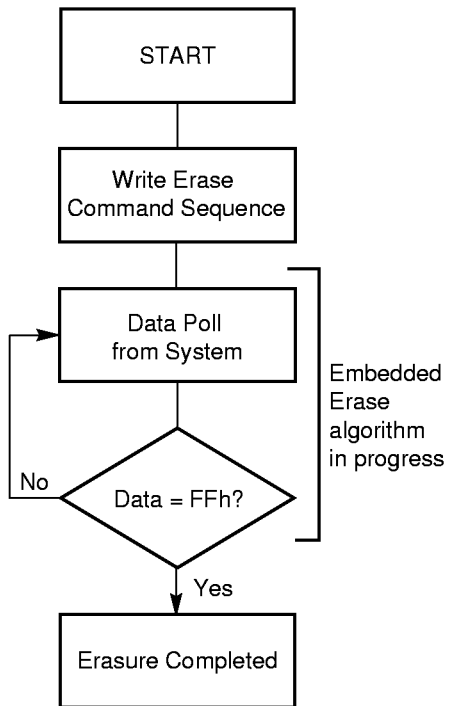 START
Write Erase
Command Sequence
Data Poll
from System
Embedded
Erase
algorithm
in progress
No
Data = FFh?
Yes
Erasure Completed